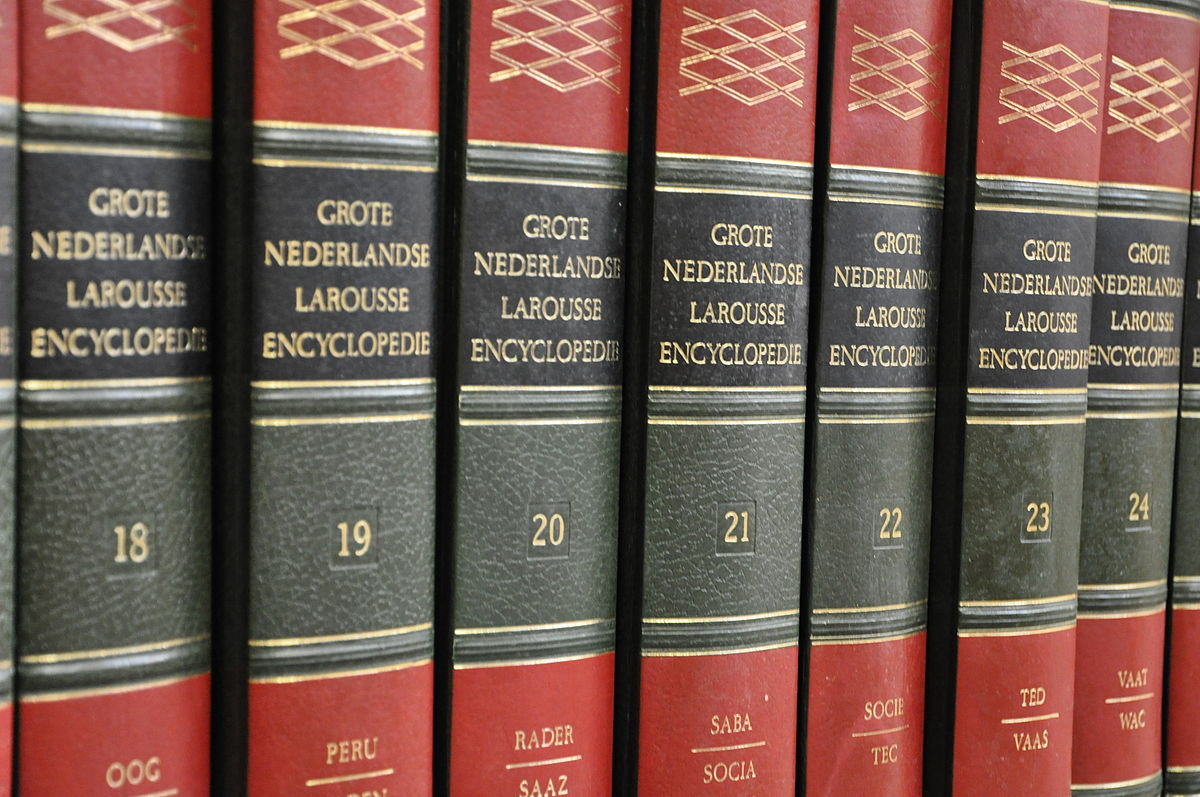 GROTE
NEDERLANDSE
LAROUSSE
ENCYCLOPEDIE
18
OOG
GROTE
NEDERLANDSE
LAROUSSE
ENCYCLOPEDIE
19
PERU
GROTE
NEDERLANDSE
LAROUSSE
ENCYCLOPEDIE
20
RADER
SAAZ
GROTE
NEDERLANDSE
LAROUSSE
ENCYCLOPEDIE
21
SABA
SOCIA
GROTE
NEDERLANDSE
LAROUSSE
ENCYCLOPEDIE
22
SOCIE
TEC
GROTE
NEDERLANDSE
LAROUSSE
ENCYCLOPEDIE
23
TED
VAAS
GROTE
NEDERLANDSE
LAROUSSE
ENCYCLOPEDIE
24
VAAT
WAC